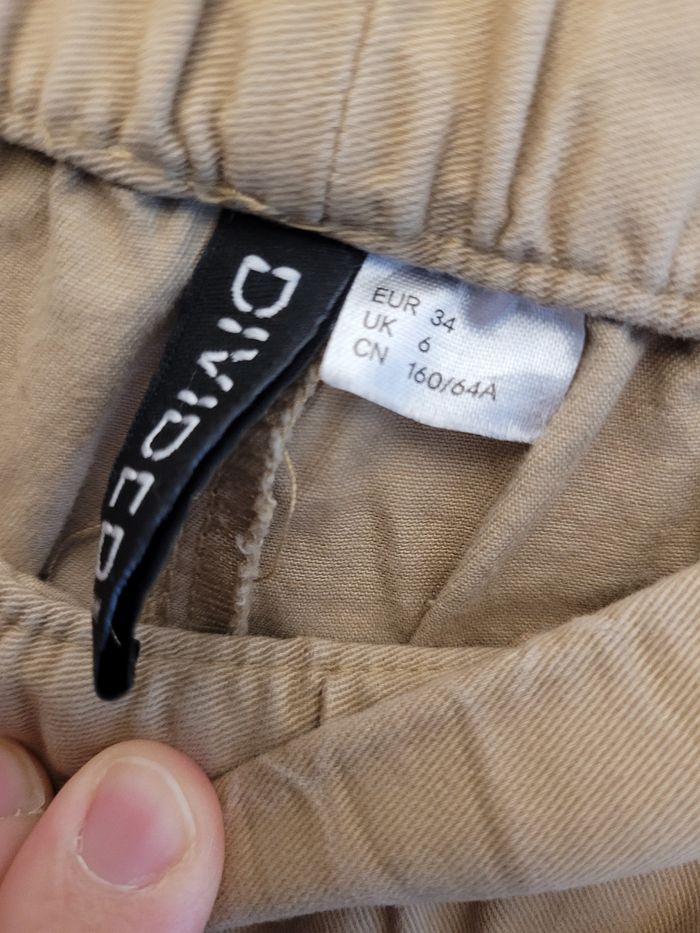 DIVIDED
EUR 34
UK 6
CN 160/64A